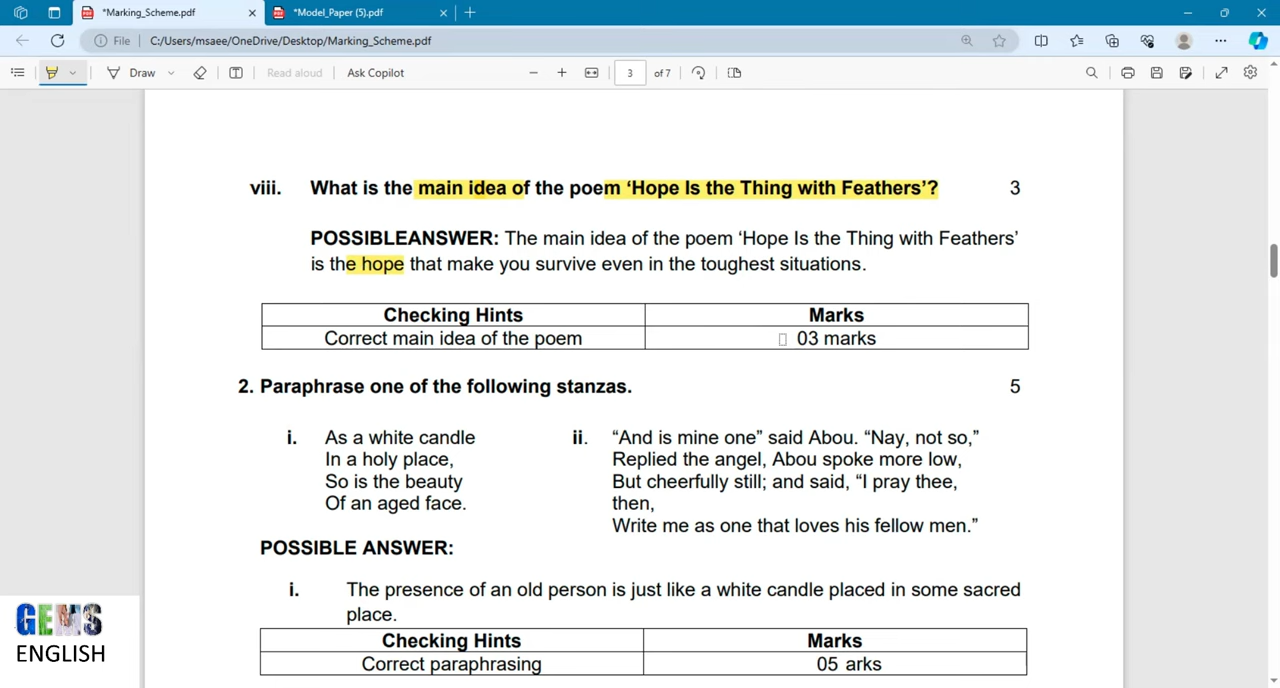 *Marking_Scheme.pdf
*Model_Paper (5).pdf
File C:/Users/msaee/OneDrive/Desktop/Marking_Scheme.pdf
Draw Read aloud Ask Copilot 3 of 7
viii. What is the main idea of the poem ‘Hope Is the Thing with Feathers’? 3
POSSIBLEANSWER: The main idea of the poem ‘Hope Is the Thing with Feathers’
is the hope that make you survive even in the toughest situations.
Checking Hints Marks
Correct main idea of the poem 03 marks
2. Paraphrase one of the following stanzas. 5
i. As a white candle
In a holy place,
So is the beauty
Of an aged face.
ii. “And is mine one” said Abou. “Nay, not so,”
Replied the angel, Abou spoke more low,
But cheerfully still; and said, “I pray thee,
then,
Write me as one that loves his fellow men.”
POSSIBLE ANSWER:
i. The presence of an old person is just like a white candle placed in some sacred
place.
Checking Hints Marks
Correct paraphrasing 05 arks
GEMS
ENGLISH